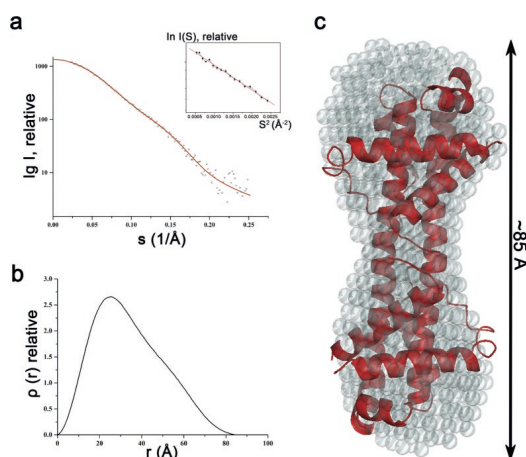 a
ln I(S), relative
0.0005 0.0010 0.0015 0.0020 0.0025
S² (Å⁻²)
lg I, relative
1000
100
10
0.00 0.05 0.10 0.15 0.20 0.25
s (1/Å)
b
ρ (r) relative
3.0
2.5
2.0
1.5
1.0
0.5
0.0
0 20 40 60 80 100
r (Å)
c
~85 Å